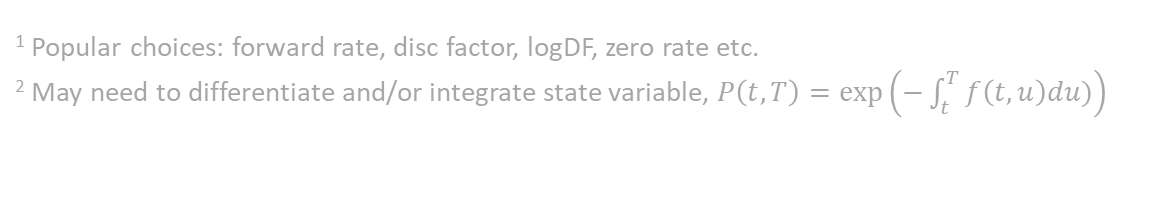 ¹ Popular choices: forward rate, disc factor, logDF, zero rate etc.
² May need to differentiate and/or integrate state variable, P(t,T) = exp(−∫ₜᵀ f(t,u)du))